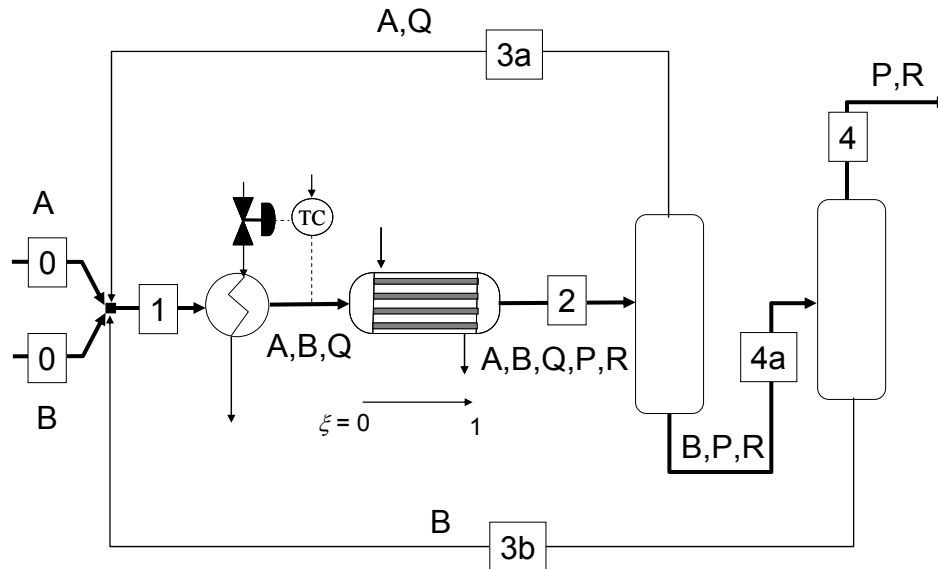 A,Q
3a
P,R
4
A
0
TC
1
2
0
B
A,B,Q
A,B,Q,P,R
4a
ξ = 0
1
B,P,R
B
3b